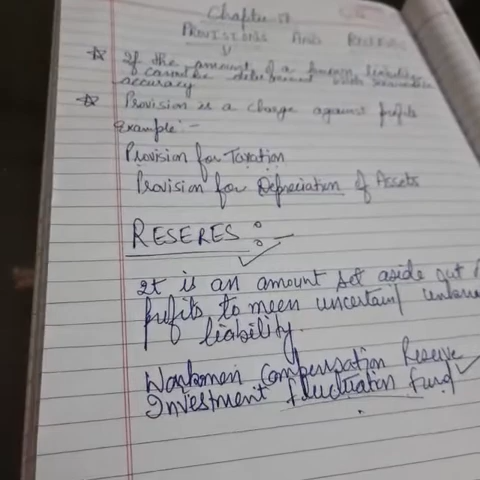 Chapter
PROVISIONS AND RESERVES
If the amount of a known liability
cannot be determined with
accuracy
Provision is a charge against profits
Example:-
Provision for Taxation
Provision for Depreciation of Assets
RESERES :
It is an amount set aside out
profits to meen uncertain
liability.
Workmen Compensation Reserve
Investment fluctuation fund